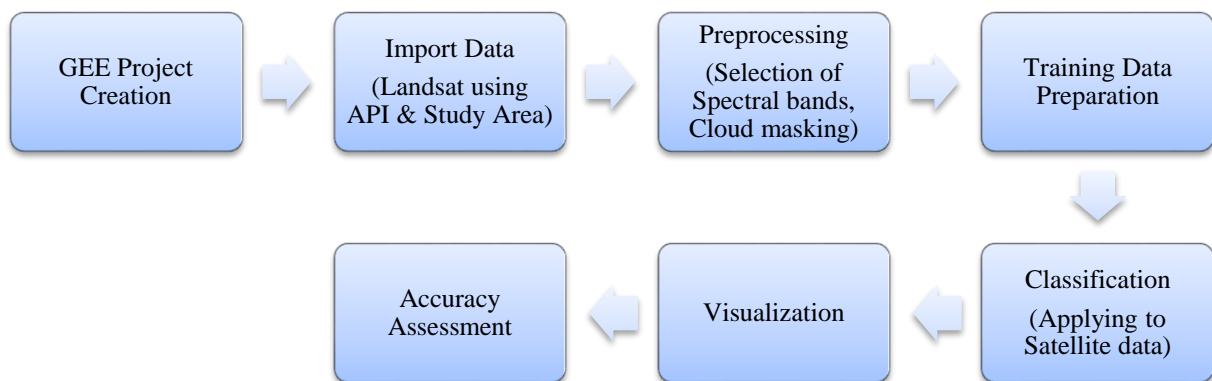 GEE Project
Creation
Import Data
(Landsat using
API & Study Area)
Preprocessing
(Selection of
Spectral bands,
Cloud masking)
Training Data
Preparation
Classification
(Applying to
Satellite data)
Visualization
Accuracy
Assessment